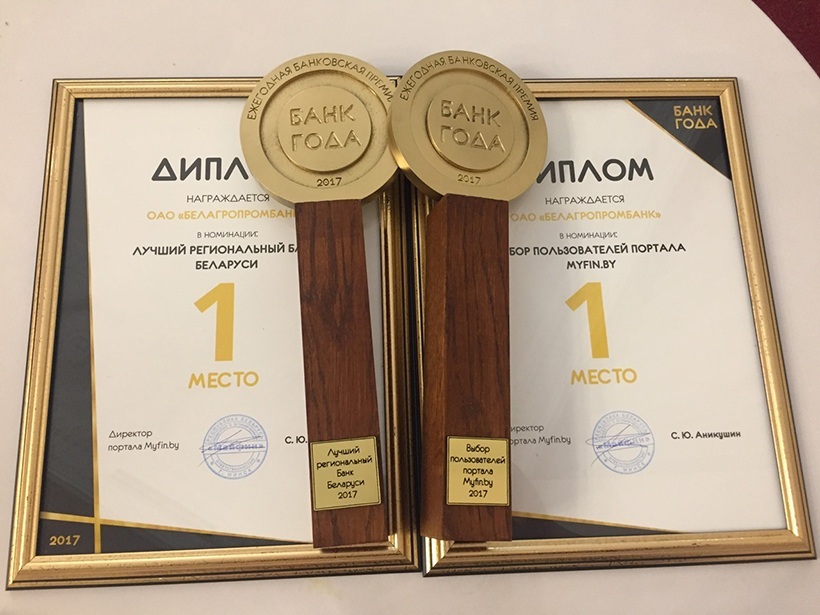 ДИПЛ
НАГРАЖДАЕТСЯ
ОАО «БЕЛАГРОПРОМБАНК
В НОМИНАЦИИ:
ЛУЧШИЙ РЕГИОНАЛЬНЫЙ БА
БЕЛАРУСИ
1
МЕСТО
Директор
портала Myfin.by
С. Ю.
2017
ЕЖЕГОДНАЯ БАНКОВСКАЯ ПРЕМИЯ
БАНК
ГОДА
2017
Лучший
региональный
Банк
Беларуси
2017
ЕЖЕГОДНАЯ БАНКОВСКАЯ ПРЕМИЯ
БАНК
ГОДА
2017
Выбор
пользователей
портала
Myfin.by
2017
БАНК
ГОДА
ИПЛОМ
НАГРАЖДАЕТСЯ
ОАО «БЕЛАГРОПРОМБАНК»
В НОМИНАЦИИ:
БОР ПОЛЬЗОВАТЕЛЕЙ ПОРТАЛА
MYFIN.BY
1
МЕСТО
Директор
портала Myfin.by
С. Ю. Аникушин